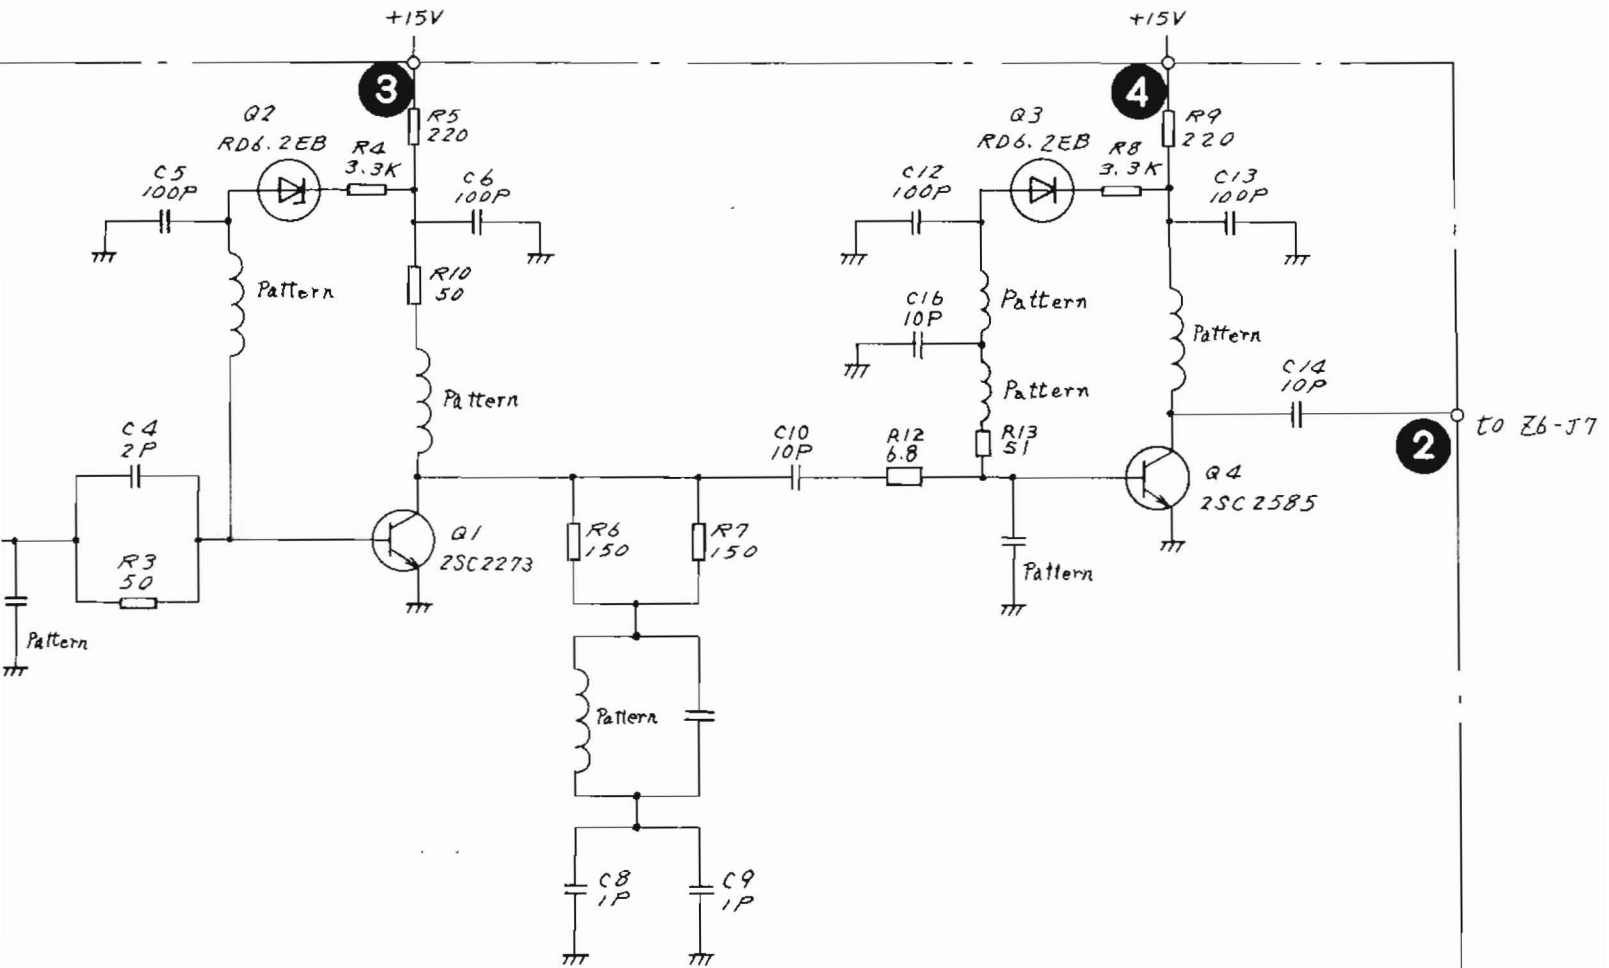 +15V
+15V
3
4
Q2
RD6.2EB
R5
220
R4
3.3K
C5
100P
C6
100P
Pattern
R10
50
Pattern
C4
2P
R3
50
Pattern
Q1
2SC2273
R6
150
R7
150
Pattern
C8
1P
C9
1P
Q3
RD6.2EB
R9
220
R8
3.3K
C12
100P
C13
100P
C16
10P
Pattern
Pattern
Pattern
C14
10P
C10
10P
R12
6.8
R13
51
2
to Z6-J7
Q4
2SC2585
Pattern